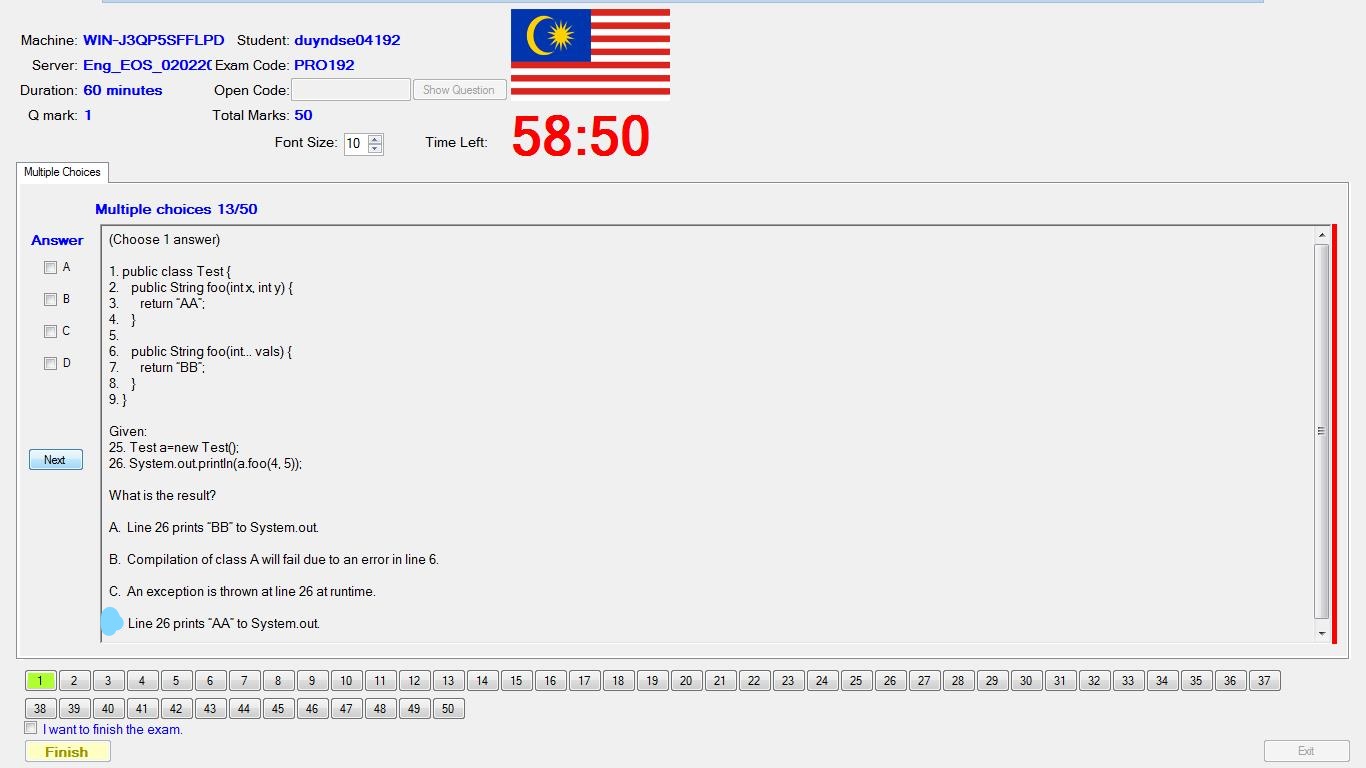 Machine: WIN-J3QP5SFFLPD Student: duyndse04192
Server: Eng_EOS_020220 Exam Code: PRO192
Duration: 60 minutes Open Code: Show Question
Q mark: 1 Total Marks: 50
Font Size: 10 Time Left: 58:50
Multiple Choices
Multiple choices 13/50
Answer
A
B
C
D
Next
(Choose 1 answer)
1. public class Test {
2. public String foo(int x, int y) {
3. return “AA”;
4. }
5.
6. public String foo(int... vals) {
7. return “BB”;
8. }
9. }
Given:
25. Test a=new Test();
26. System.out.println(a.foo(4, 5));
What is the result?
A. Line 26 prints “BB” to System.out.
B. Compilation of class A will fail due to an error in line 6.
C. An exception is thrown at line 26 at runtime.
Line 26 prints “AA” to System.out.
1 2 3 4 5 6 7 8 9 10 11 12 13 14 15 16 17 18 19 20 21 22 23 24 25 26 27 28 29 30 31 32 33 34 35 36 37
38 39 40 41 42 43 44 45 46 47 48 49 50
I want to finish the exam.
Finish Exit